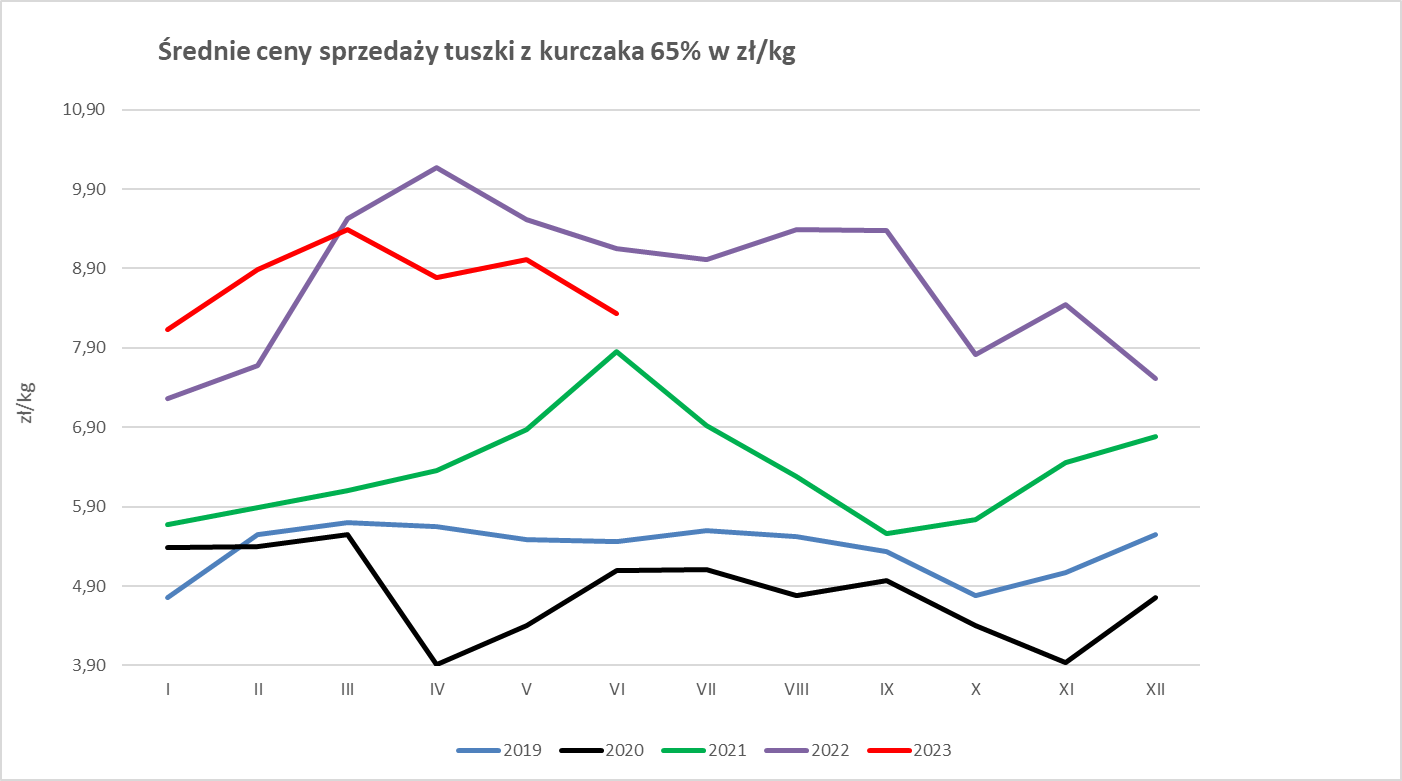 Średnie ceny sprzedaży tuszki z kurczaka 65% w zł/kg
10,90
9,90
8,90
7,90
6,90
5,90
4,90
3,90
zł/kg
I II III IV V VI VII VIII IX X XI XII
2019 2020 2021 2022 2023